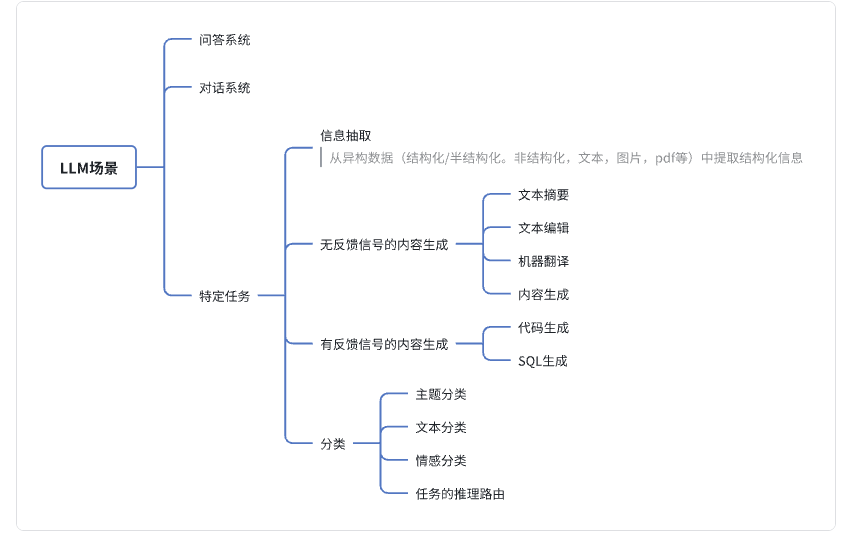 LLM场景
问答系统
对话系统
特定任务
信息抽取
从异构数据（结构化/半结构化。非结构化，文本，图片，pdf等）中提取结构化信息
无反馈信号的内容生成
文本摘要
文本编辑
机器翻译
内容生成
有反馈信号的内容生成
代码生成
SQL生成
分类
主题分类
文本分类
情感分类
任务的推理路由